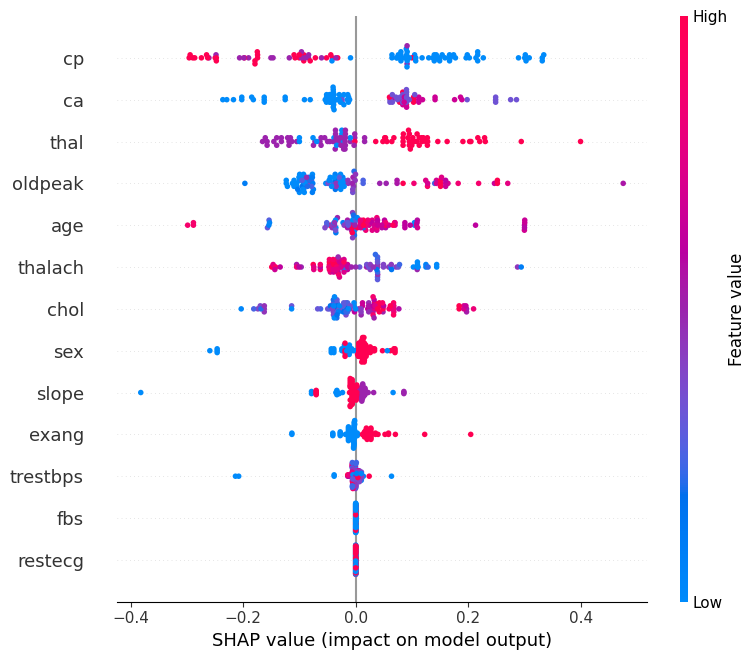 High
cp
ca
thal
oldpeak
age
thalach
chol
sex
slope
exang
trestbps
fbs
restecg
Feature value
Low
−0.4 −0.2 0.0 0.2 0.4
SHAP value (impact on model output)